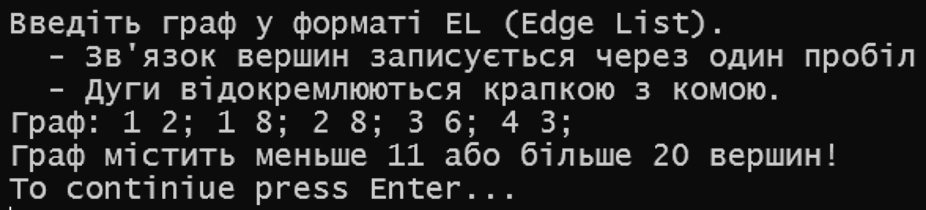 Введіть граф у форматі EL (Edge List).
- Зв'язок вершин записується через один пробіл
- Дуги відокремлюються крапкою з комою.
Граф: 1 2; 1 8; 2 8; 3 6; 4 3;
Граф містить меньше 11 або більше 20 вершин!
To continiue press Enter...